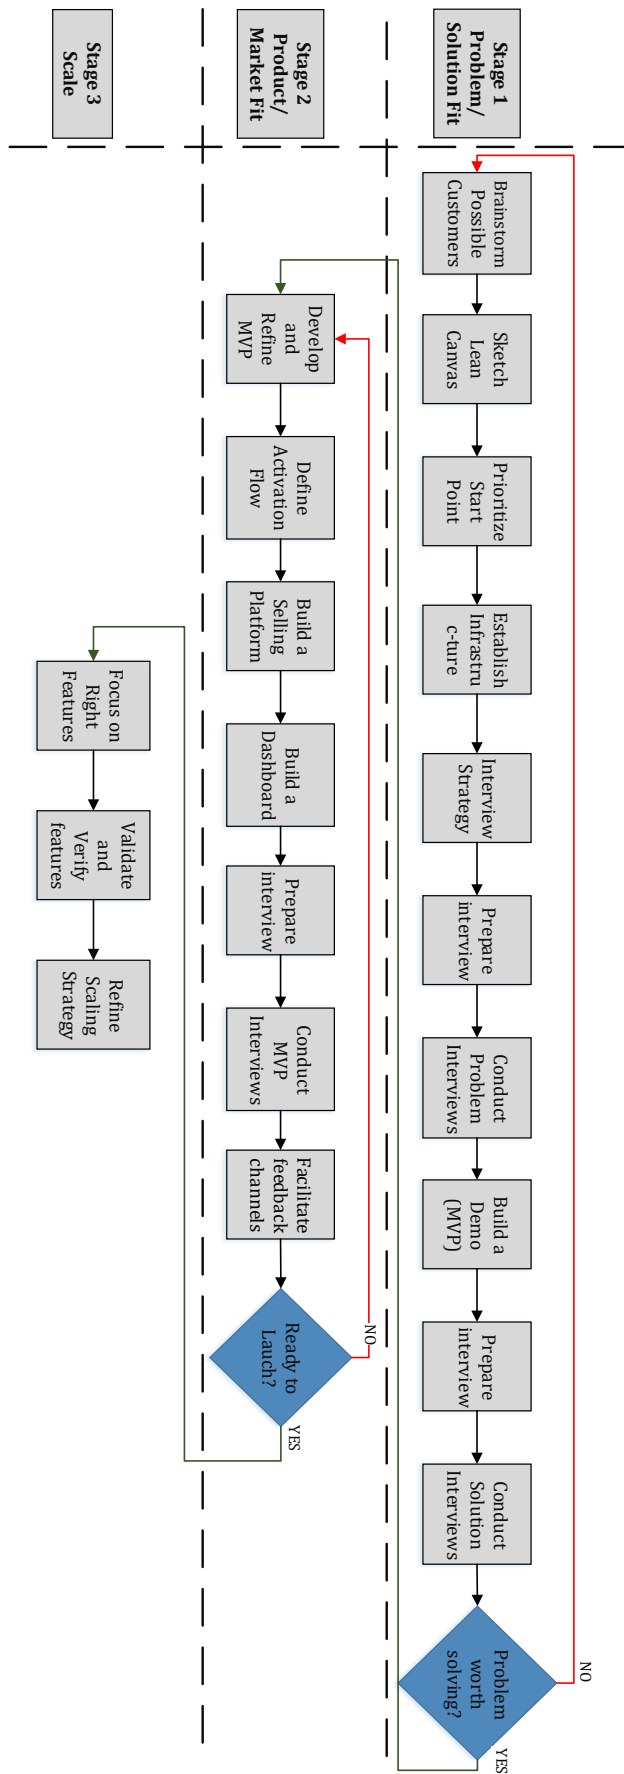 Stage 1
Problem/
Solution Fit
Brainstorm
Possible
Customers
Sketch
Lean
Canvas
Prioritize
Start
Point
Establish
Infrastru
c-ture
Interview
Strategy
Prepare
interview
Conduct
Problem
Interviews
Build a
Demo
(MVP)
Prepare
interview
Conduct
Solution
Interviews
Problem
worth
solving?
NO
YES
Stage 2
Product/
Market Fit
Develop
and
Refine
MVP
Define
Activation
Flow
Build a
Selling
Platform
Build a
Dashboard
Prepare
interview
Conduct
MVP
Interviews
Facilitate
feedback
channels
Ready to
Lauch?
NO
YES
Stage 3
Scale
Focus on
Right
Features
Validate
and
Verify
features
Refine
Scaling
Strategy